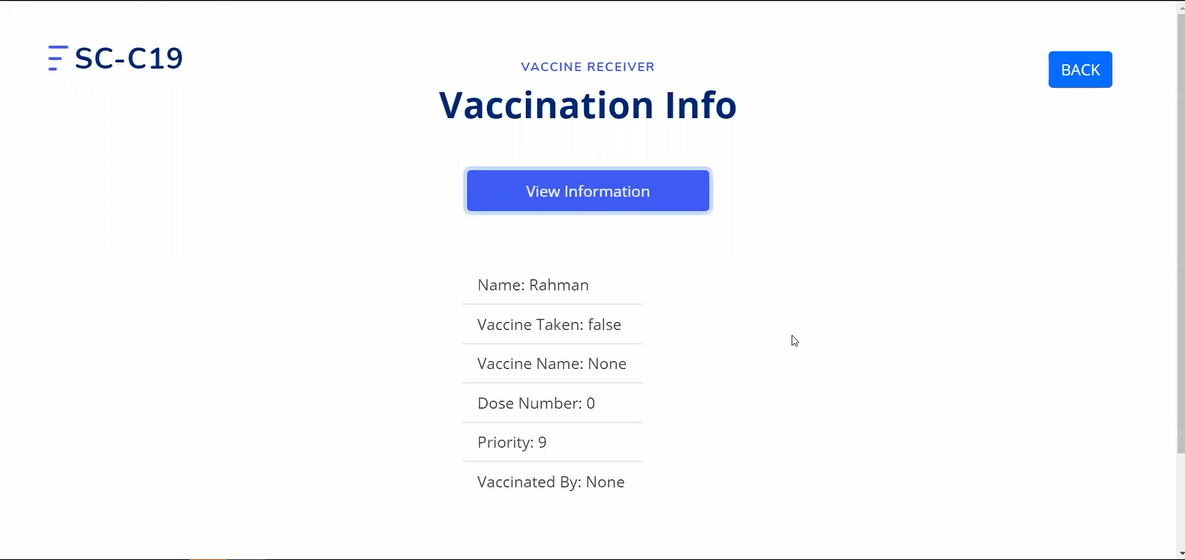 SC-C19
VACCINE RECEIVER
BACK
Vaccination Info
View Information
Name: Rahman
Vaccine Taken: false
Vaccine Name: None
Dose Number: 0
Priority: 9
Vaccinated By: None